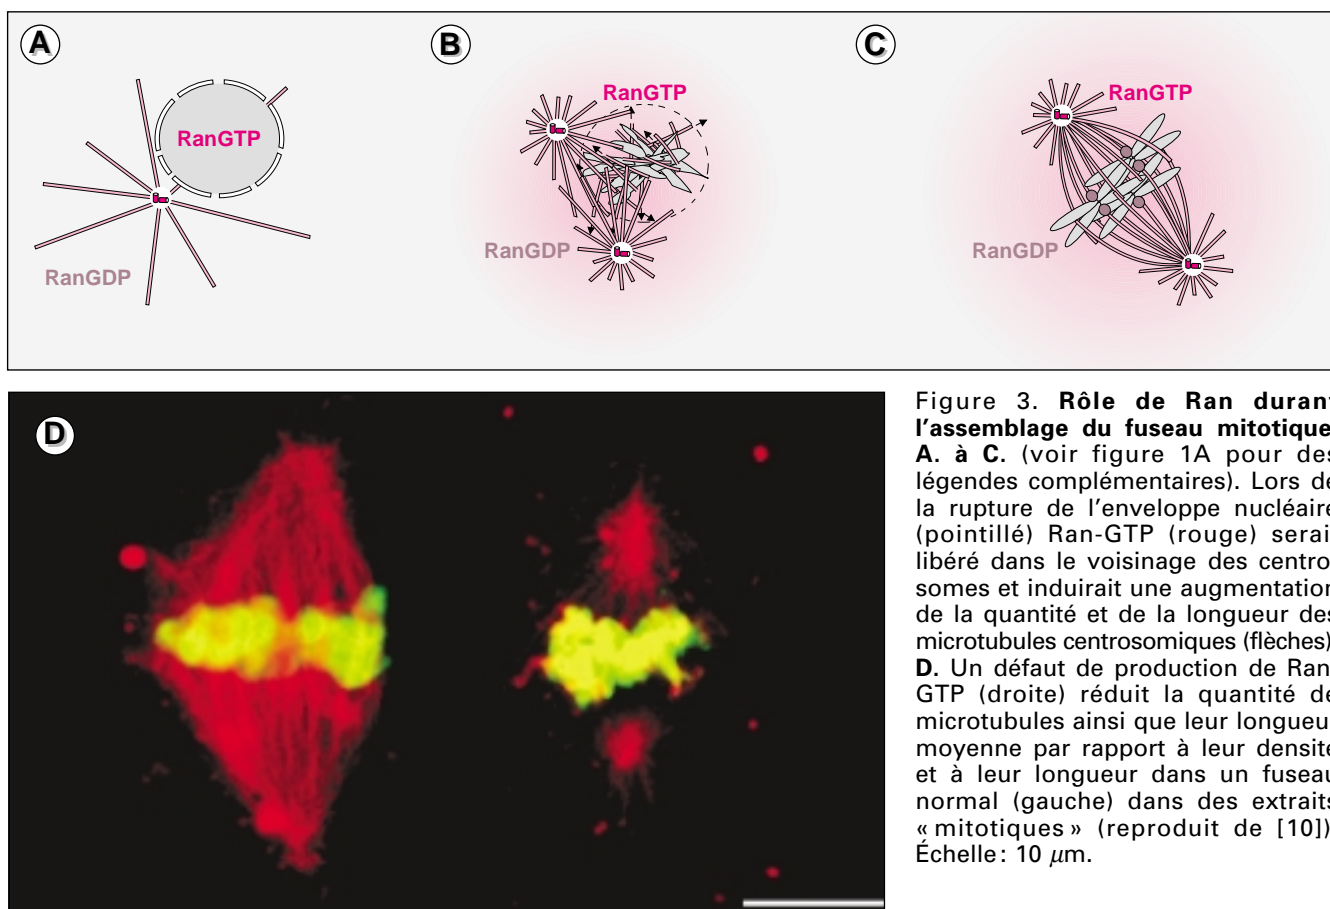 A
B
C
RanGTP
RanGTP
RanGTP
RanGDP
RanGDP
RanGDP
D
Figure 3. Rôle de Ran durant
l'assemblage du fuseau mitotique
A. à C. (voir figure 1A pour des
légendes complémentaires). Lors de
la rupture de l'enveloppe nucléaire
(pointillé) Ran-GTP (rouge) serai
libéré dans le voisinage des centro
somes et induirait une augmentation
de la quantité et de la longueur des
microtubules centrosomiques (flèches)
D. Un défaut de production de Ran
GTP (droite) réduit la quantité de
microtubules ainsi que leur longueu
moyenne par rapport à leur densité
et à leur longueur dans un fuseau
normal (gauche) dans des extraits
« mitotiques » (reproduit de [10])
Échelle : 10 μm.